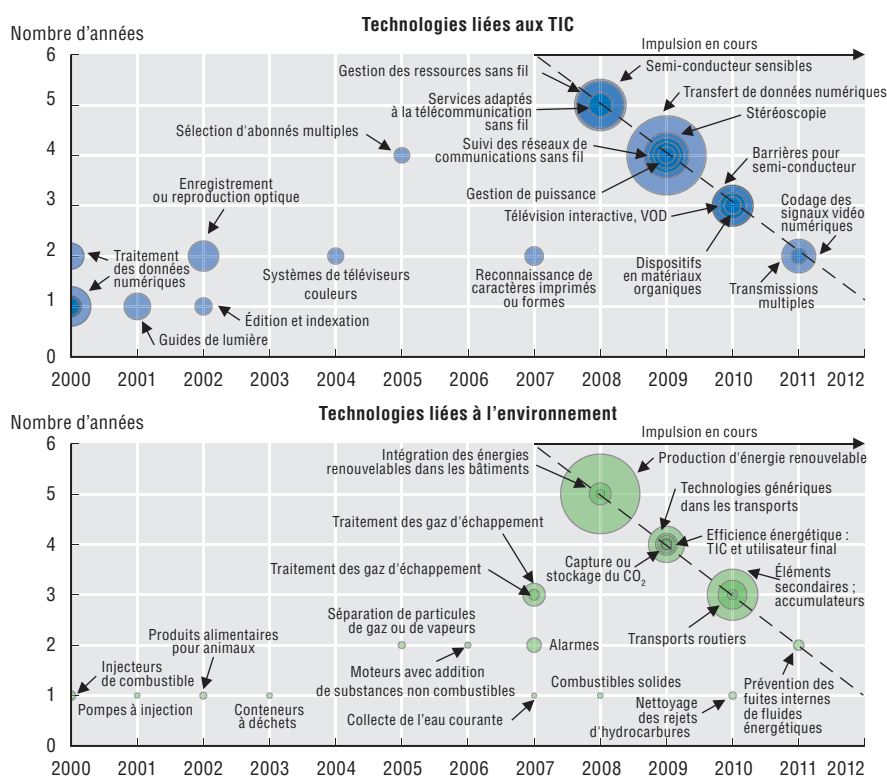 Technologies liées aux TIC
Nombre d'années
6
5
4
3
2
1
0
Impulsion en cours
Gestion des ressources sans fil
Semi-conducteur sensibles
Services adaptés
à la télécommunication
sans fil
Transfert de données numériques
Stéréoscopie
Sélection d'abonnés multiples
Suivi des réseaux de
communications sans fil
Barrières pour
semi-conducteur
Enregistrement
ou reproduction optique
Gestion de puissance
Codage des
signaux vidéo
numériques
Télévision interactive, VOD
Traitement
des données
numériques
Systèmes de téléviseurs
couleurs
Reconnaissance de
caractères imprimés
ou formes
Dispositifs
en matériaux
organiques
Transmissions
multiples
Édition et indexation
Guides de lumière
2000 2001 2002 2003 2004 2005 2006 2007 2008 2009 2010 2011 2012
Technologies liées à l'environnement
Nombre d'années
6
5
4
3
2
1
0
Impulsion en cours
Intégration des énergies
renouvelables dans les bâtiments
Production d'énergie renouvelable
Technologies génériques
dans les transports
Traitement des gaz d'échappement
Efficience énergétique :
TIC et utilisateur final
Traitement des gaz d'échappement
Capture ou
stockage du CO2
Éléments
secondaires ;
accumulateurs
Séparation de particules
de gaz ou de vapeurs
Produits alimentaires
pour animaux
Alarmes
Transports routiers
Injecteurs
de combustible
Moteurs avec addition
de substances non combustibles
Combustibles solides
Pompes à injection
Conteneurs
à déchets
Collecte de l'eau courante
Nettoyage
des rejets
d'hydrocarbures
Prévention des
fuites internes
de fluides
énergétiques
2000 2001 2002 2003 2004 2005 2006 2007 2008 2009 2010 2011 2012